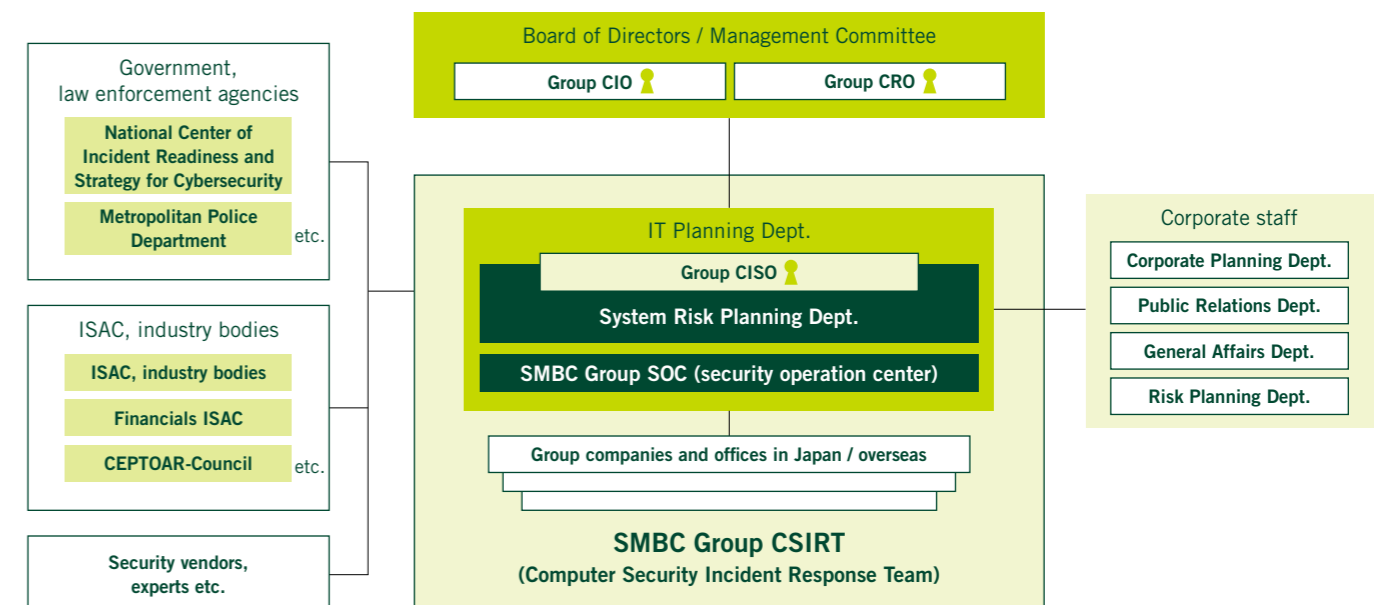 Government,
law enforcement agencies
National Center of
Incident Readiness and
Strategy for Cybersecurity
Metropolitan Police
Department
etc.
ISAC, industry bodies
ISAC, industry bodies
Financials ISAC
CEPTOAR-Council
etc.
Security vendors,
experts etc.
Board of Directors / Management Committee
Group CIO
Group CRO
IT Planning Dept.
Group CISO
System Risk Planning Dept.
SMBC Group SOC (security operation center)
Group companies and offices in Japan / overseas
SMBC Group CSIRT
(Computer Security Incident Response Team)
Corporate staff
Corporate Planning Dept.
Public Relations Dept.
General Affairs Dept.
Risk Planning Dept.